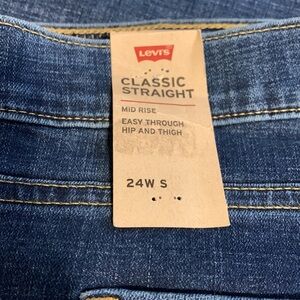 Levi's
CLASSIC
STRAIGHT
MID RISE
EASY THROUGH
HIP AND THIGH
24W S